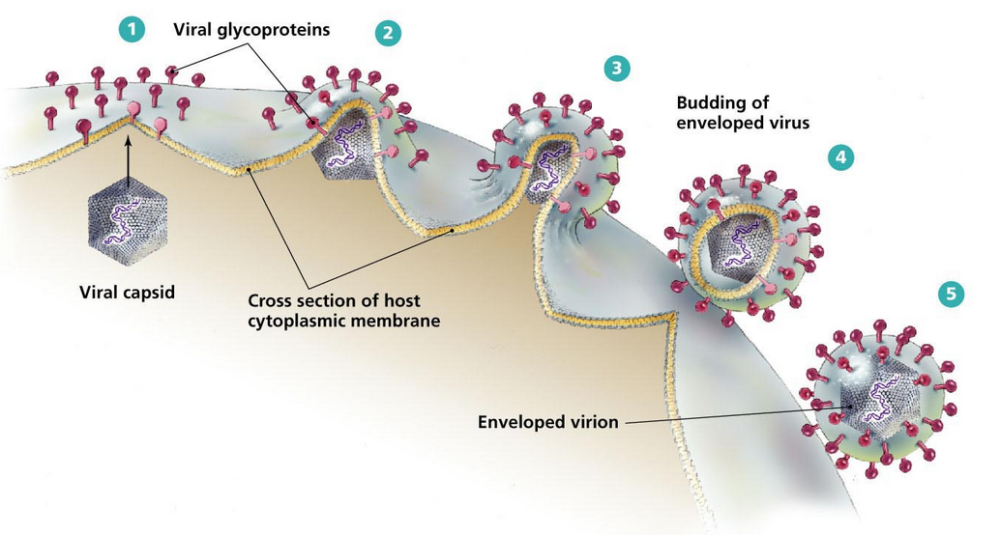 1
Viral glycoproteins
2
3
Budding of
enveloped virus
4
Viral capsid
Cross section of host
cytoplasmic membrane
5
Enveloped virion